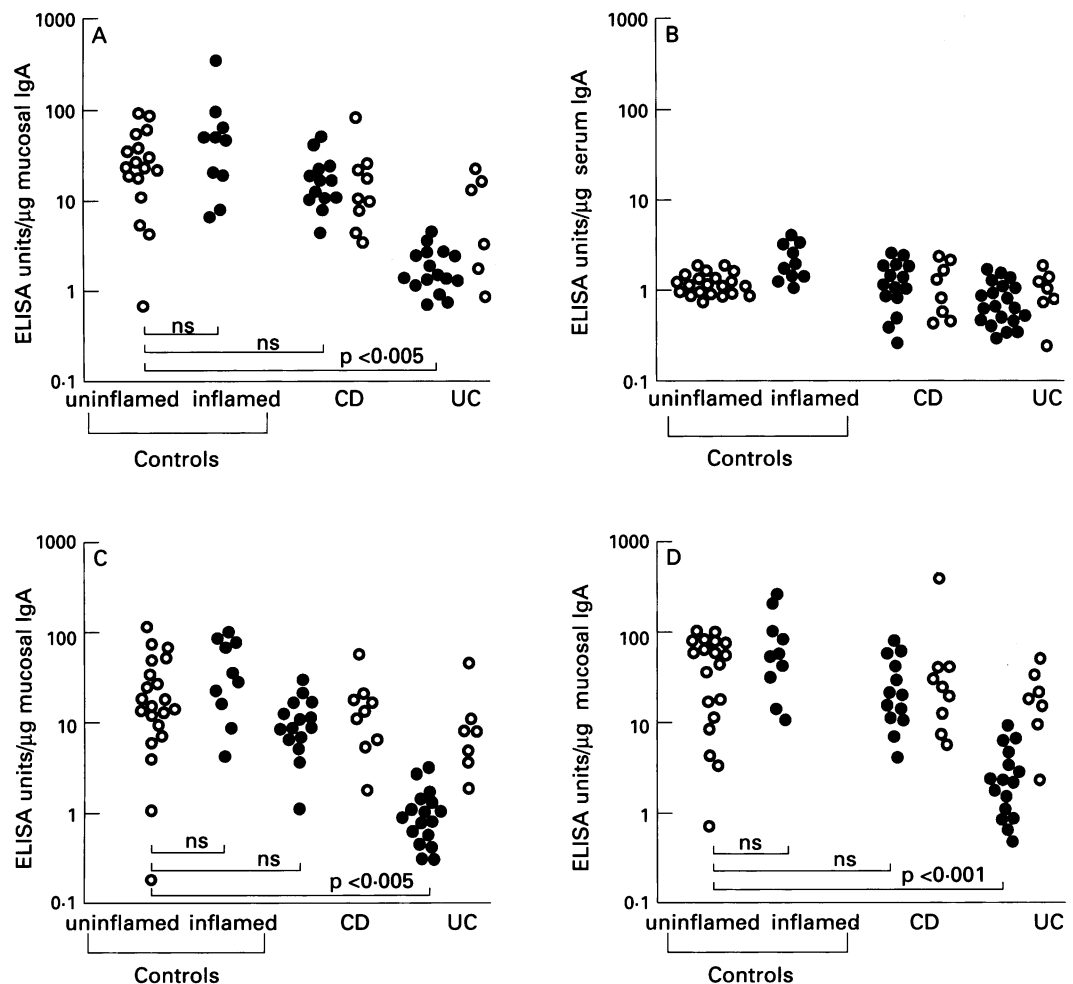 A
ELISA units/µg mucosal IgA
1000
100
10
1
0·1
ns
ns
p <0·005
uninflamed inflamed CD UC
Controls
B
ELISA units/µg serum IgA
1000
100
10
1
0·1
uninflamed inflamed CD UC
Controls
C
ELISA units/µg mucosal IgA
1000
100
10
1
0·1
ns
ns
p <0·005
uninflamed inflamed CD UC
Controls
D
ELISA units/µg mucosal IgA
1000
100
10
1
0·1
ns
ns
p <0·001
uninflamed inflamed CD UC
Controls